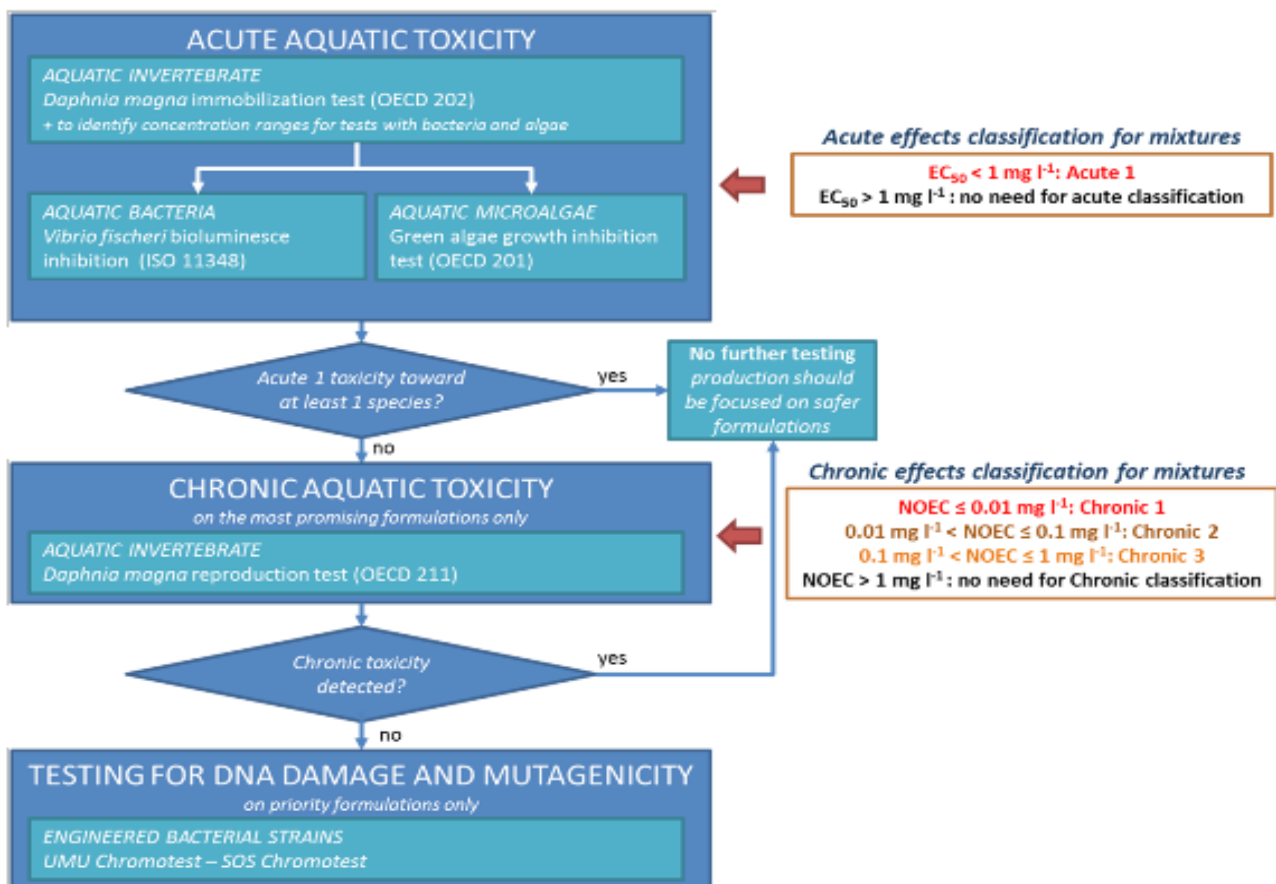 ACUTE AQUATIC TOXICITY
AQUATIC INVERTEBRATE
Daphnia magna immobilization test (OECD 202)
+ to identify concentration ranges for tests with bacteria and algae
AQUATIC BACTERIA
Vibrio fischeri bioluminesce
inhibition (ISO 11348)
AQUATIC MICROALGAE
Green algae growth inhibition
test (OECD 201)
Acute effects classification for mixtures
EC₅₀ < 1 mg l⁻¹: Acute 1
EC₅₀ > 1 mg l⁻¹ : no need for acute classification
Acute 1 toxicity toward
at least 1 species?
yes
No further testing
production should
be focused on safer
formulations
no
CHRONIC AQUATIC TOXICITY
on the most promising formulations only
AQUATIC INVERTEBRATE
Daphnia magna reproduction test (OECD 211)
Chronic effects classification for mixtures
NOEC ≤ 0.01 mg l⁻¹: Chronic 1
0.01 mg l⁻¹ < NOEC ≤ 0.1 mg l⁻¹: Chronic 2
0.1 mg l⁻¹ < NOEC ≤ 1 mg l⁻¹: Chronic 3
NOEC > 1 mg l⁻¹ : no need for Chronic classification
Chronic toxicity
detected?
yes
no
TESTING FOR DNA DAMAGE AND MUTAGENICITY
on priority formulations only
ENGINEERED BACTERIAL STRAINS
UMU Chromotest – SOS Chromotest